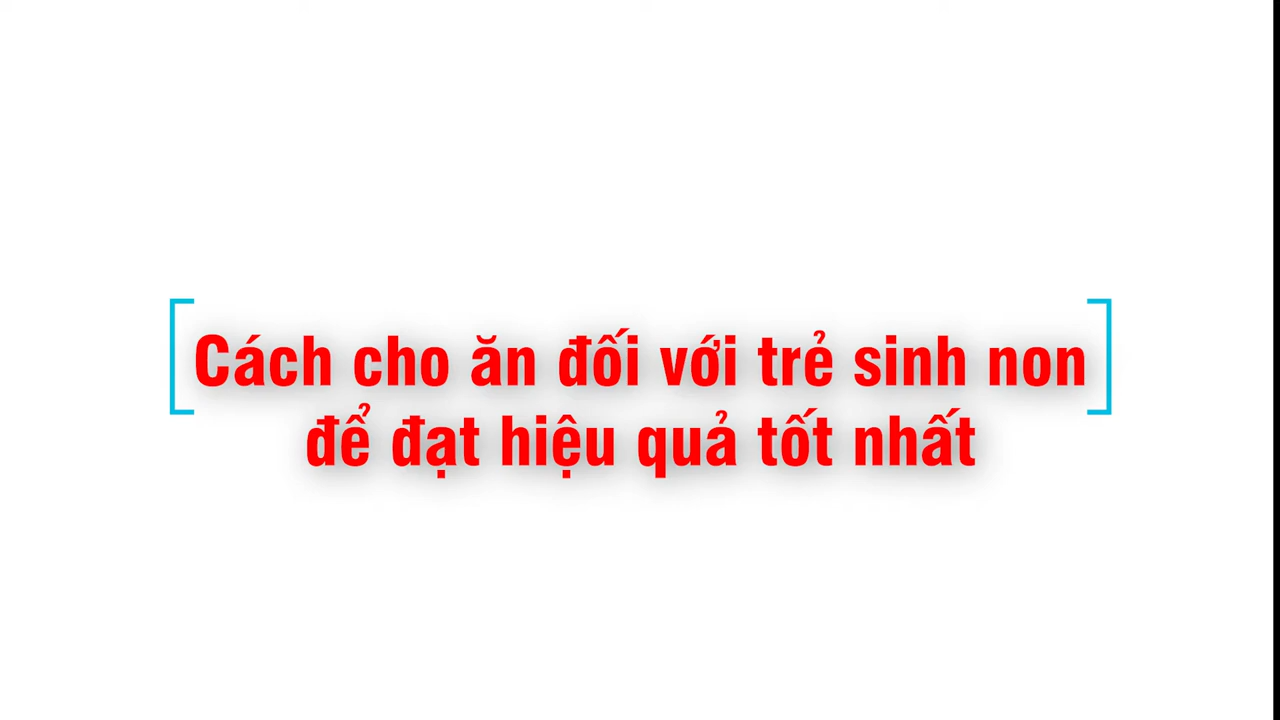 Cách cho ăn đối với trẻ sinh non
để đạt hiệu quả tốt nhất